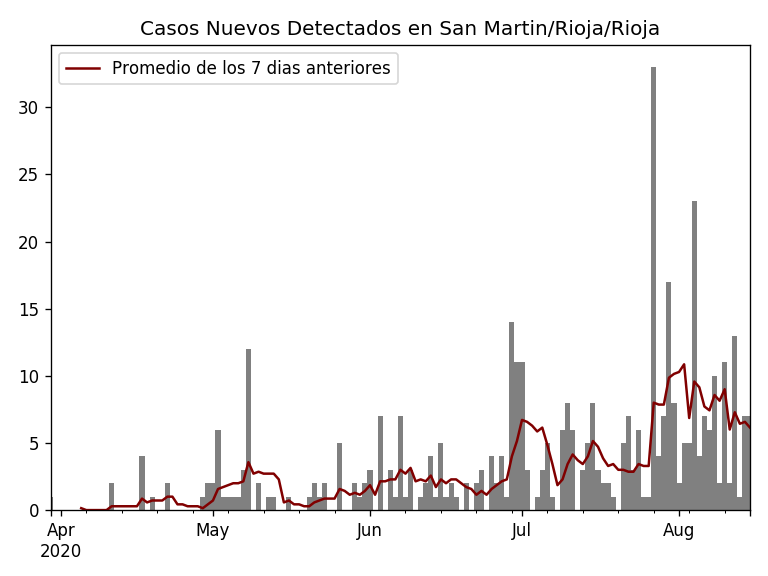 Casos Nuevos Detectados en San Martin/Rioja/Rioja
Promedio de los 7 dias anteriores
30
25
20
15
10
5
0
Apr May Jun Jul Aug
2020